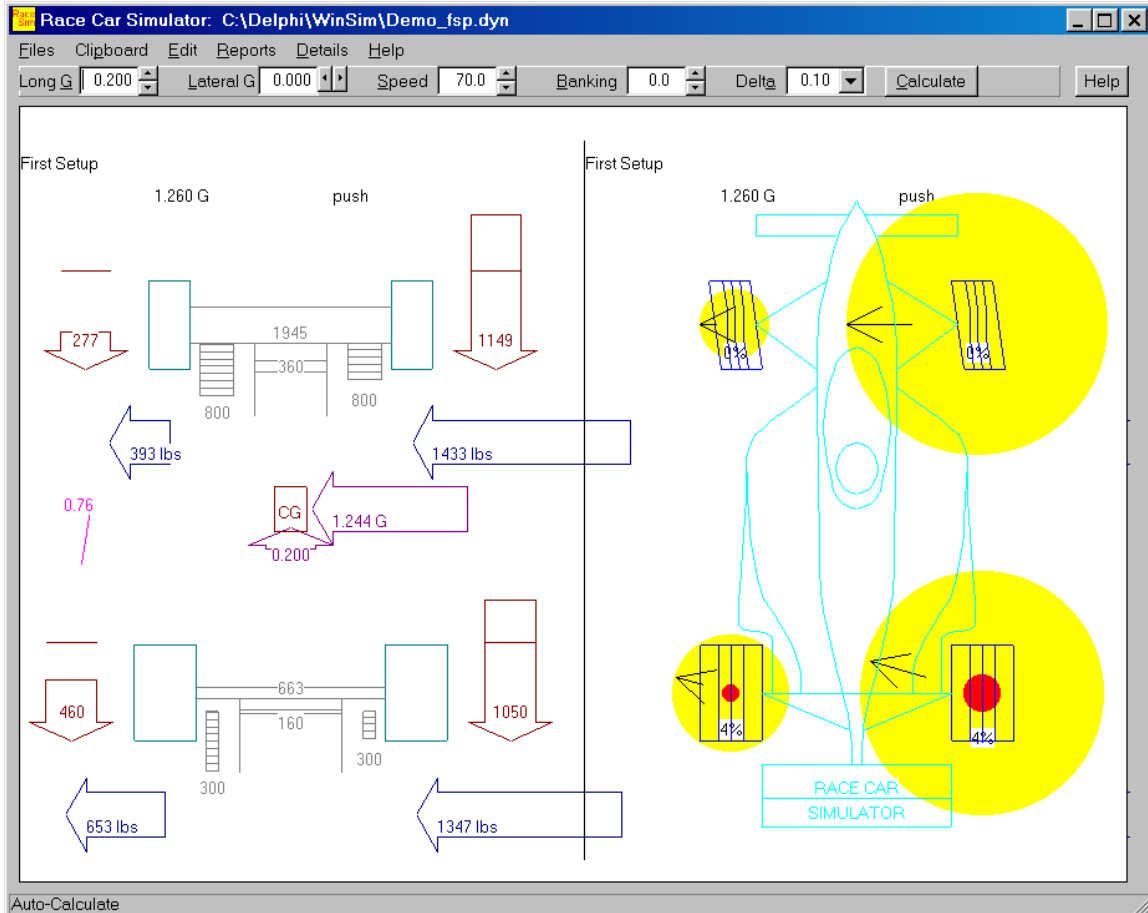 Race Sim Race Car Simulator: C:\Delphi\WinSim\Demo_fsp.dyn
Files Clipboard Edit Reports Details Help
Long G 0.200 Lateral G 0.000 Speed 70.0 Banking 0.0 Delta 0.10 Calculate Help
First Setup First Setup
1.260 G push 1.260 G push
277 1945 1149
360
0% 0%
800 800
393 lbs 1433 lbs
0.76 CG 1.244 G
0.200
663
460 160 1050
4% 4%
300
300
RACE CAR
SIMULATOR
653 lbs 1347 lbs
Auto-Calculate